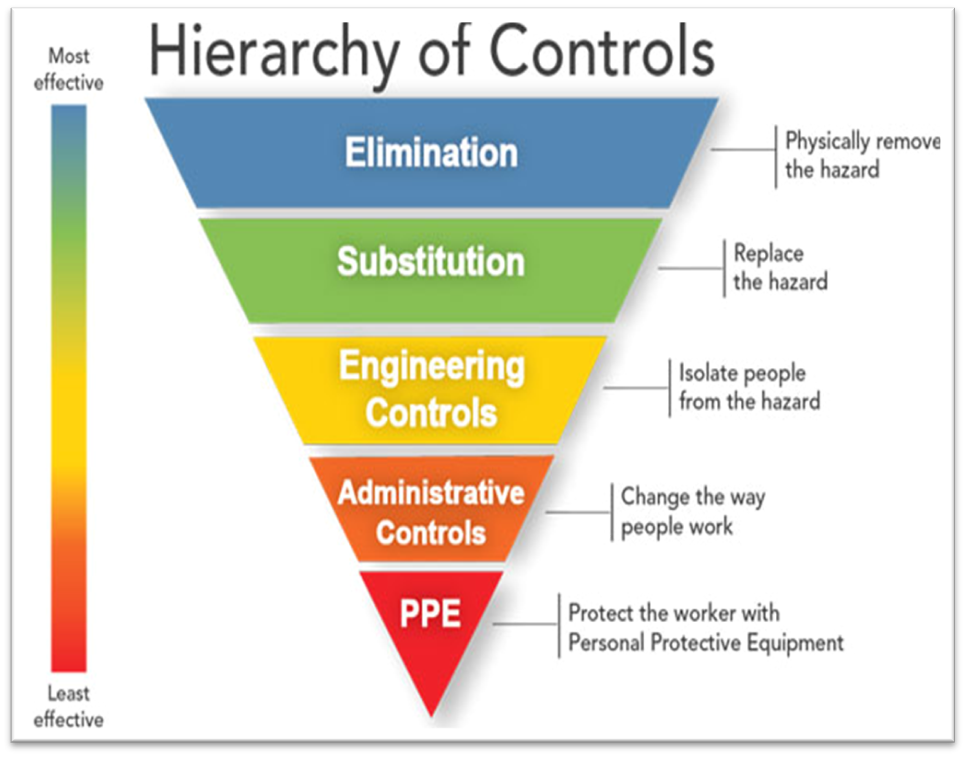 Hierarchy of Controls
Most
effective
Elimination
Physically remove
the hazard
Substitution
Replace
the hazard
Engineering
Controls
Isolate people
from the hazard
Administrative
Controls
Change the way
people work
PPE
Protect the worker with
Personal Protective Equipment
Least
effective